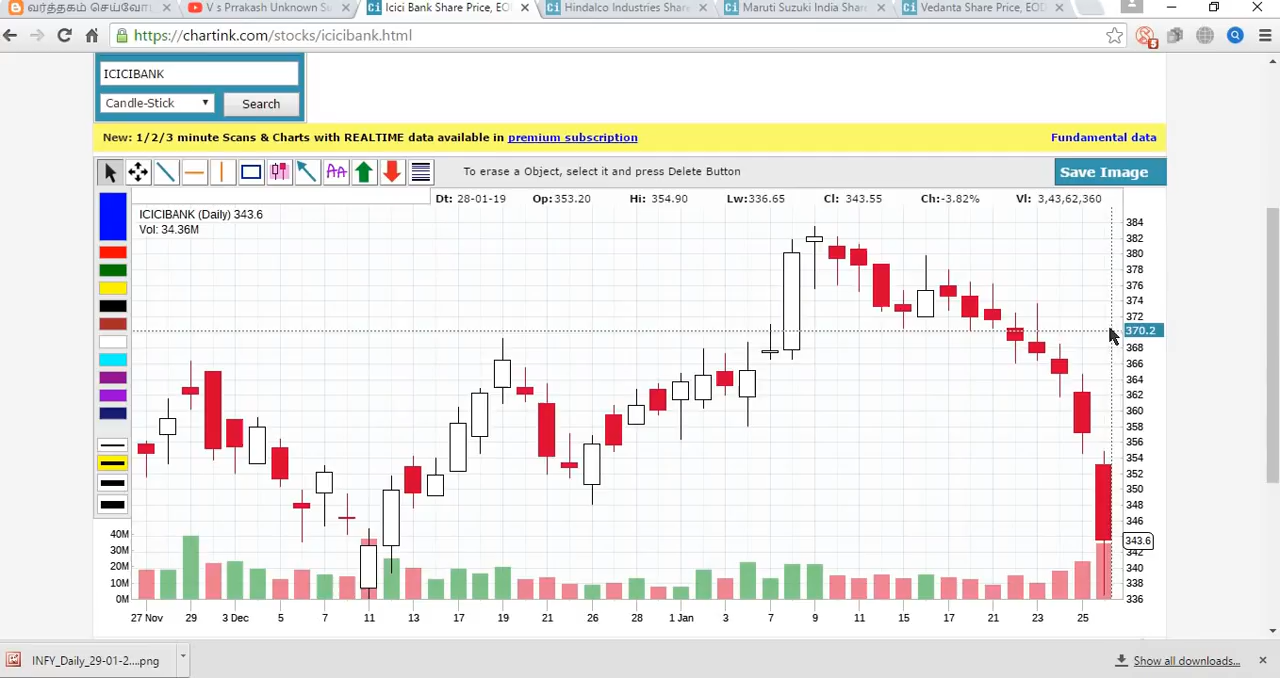 வர்த்தகம் செய்வோ
V s Prakash Unknown Su
Icici Bank Share Price, EO
Hindalco Industries Share
Maruti Suzuki India Share
Vedanta Share Price, EOD
https://chartink.com/stocks/icicibank.html
5
ICICIBANK
Candle-Stick
Search
New: 1/2/3 minute Scans & Charts with REALTIME data available in premium subscription
Fundamental data
AA
To erase a Object, select it and press Delete Button
Save Image
Dt: 28-01-19 Op:353.20 Hi: 354.90 Lw:336.65 Cl: 343.55 Ch:-3.82% Vl: 3,43,62,360
ICICIBANK (Daily) 343.6
Vol: 34.36M
384
382
380
378
376
374
372
370.2
368
366
364
362
360
358
356
354
352
350
348
346
343.6
342
340
338
336
40M
30M
20M
10M
0M
27 Nov 29 3 Dec 5 7 11 13 17 19 21 26 28 1 Jan 3 7 9 11 15 17 21 23 25
INFY_Daily_29-01-2....png
Show all downloads...